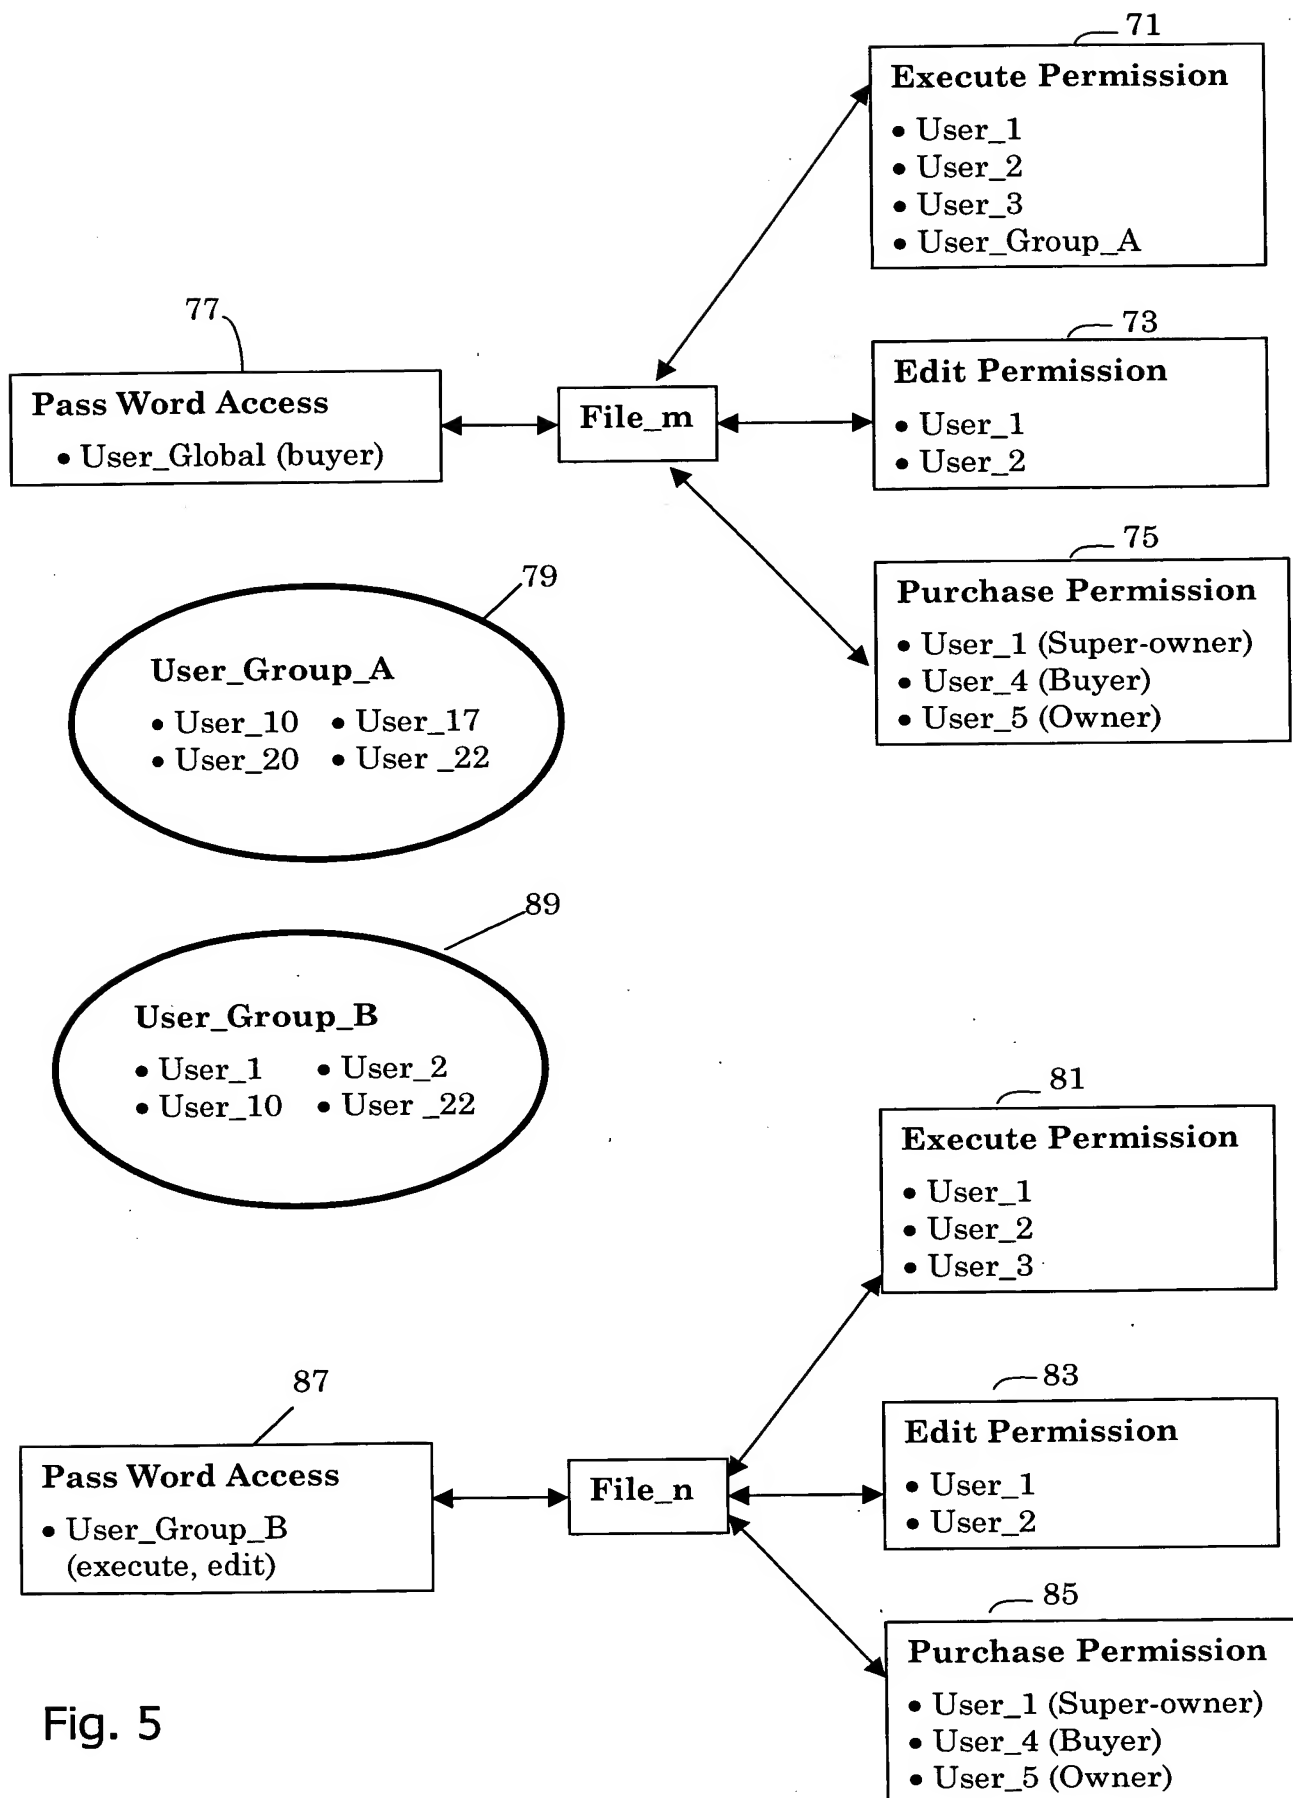 71
Execute Permission
• User_1
• User_2
• User_3
• User_Group_A
77
Pass Word Access
• User_Global (buyer)
File_m
73
Edit Permission
• User_1
• User_2
75
Purchase Permission
• User_1 (Super-owner)
• User_4 (Buyer)
• User_5 (Owner)
79
User_Group_A
• User_10 • User_17
• User_20 • User _22
89
User_Group_B
• User_1 • User_2
• User_10 • User _22
81
Execute Permission
• User_1
• User_2
• User_3
87
Pass Word Access
• User_Group_B
(execute, edit)
File_n
83
Edit Permission
• User_1
• User_2
85
Purchase Permission
• User_1 (Super-owner)
• User_4 (Buyer)
• User_5 (Owner)
Fig. 5